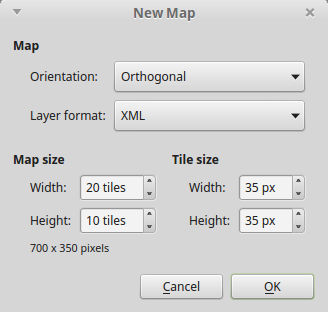 New Map
Map
Orientation: Orthogonal
Layer format: XML
Map size Tile size
Width: 20 tiles Width: 35 px
Height: 10 tiles Height: 35 px
700 x 350 pixels
Cancel OK